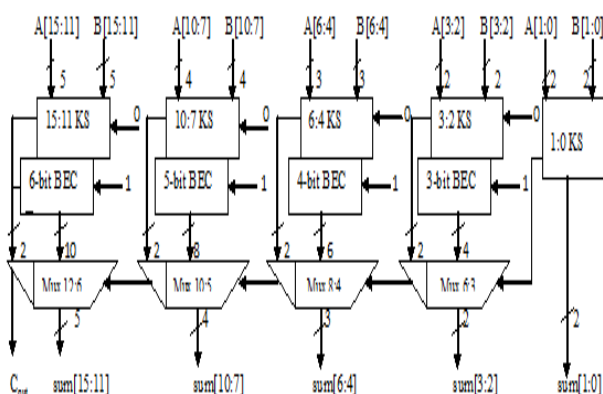 A[15:11] B[15:11] A[10:7] B[10:7] A[6:4] B[6:4] A[3:2] B[3:2] A[1:0] B[1:0]
5 5 4 4 3 3 2 2 2 2
15:11 KS 0 10:7 KS 0 6:4 KS 0 3:2 KS 0 1:0 KS
6-bit BEC 1 5-bit BEC 1 4-bit BEC 1 3-bit BEC 1
2 10 2 8 2 6 2 4
Mux 12:6 Mux 10:5 Mux 8:4 Mux 6:3
5 4 3 2 2
Cout sum[15:11] sum[10:7] sum[6:4] sum[3:2] sum[1:0]